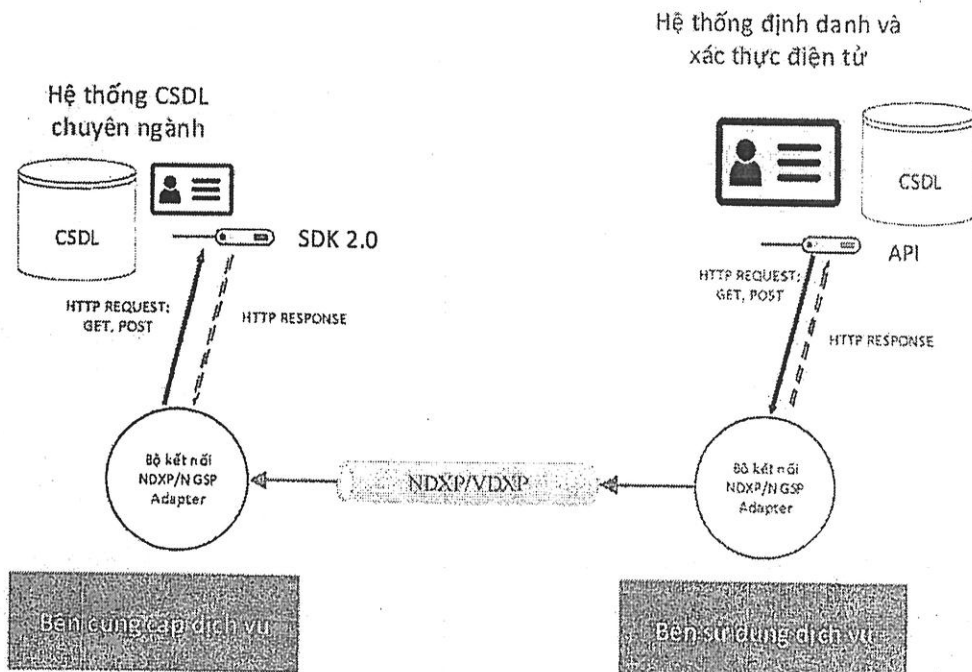 Hệ thống định danh và
xác thực điện tử
Hệ thống CSDL
chuyên ngành
CSDL
CSDL
SDK 2.0
API
HTTP REQUEST:
GET, POST
HTTP RESPONSE
HTTP REQUEST:
GET, POST
HTTP RESPONSE
Bộ kết nối
NDXP/NGSP
Adapter
NDXP/VDXP
Bộ kết nối
NDXP/NGSP
Adapter
Bên cung cấp dịch vụ
Bên sử dụng dịch vụ